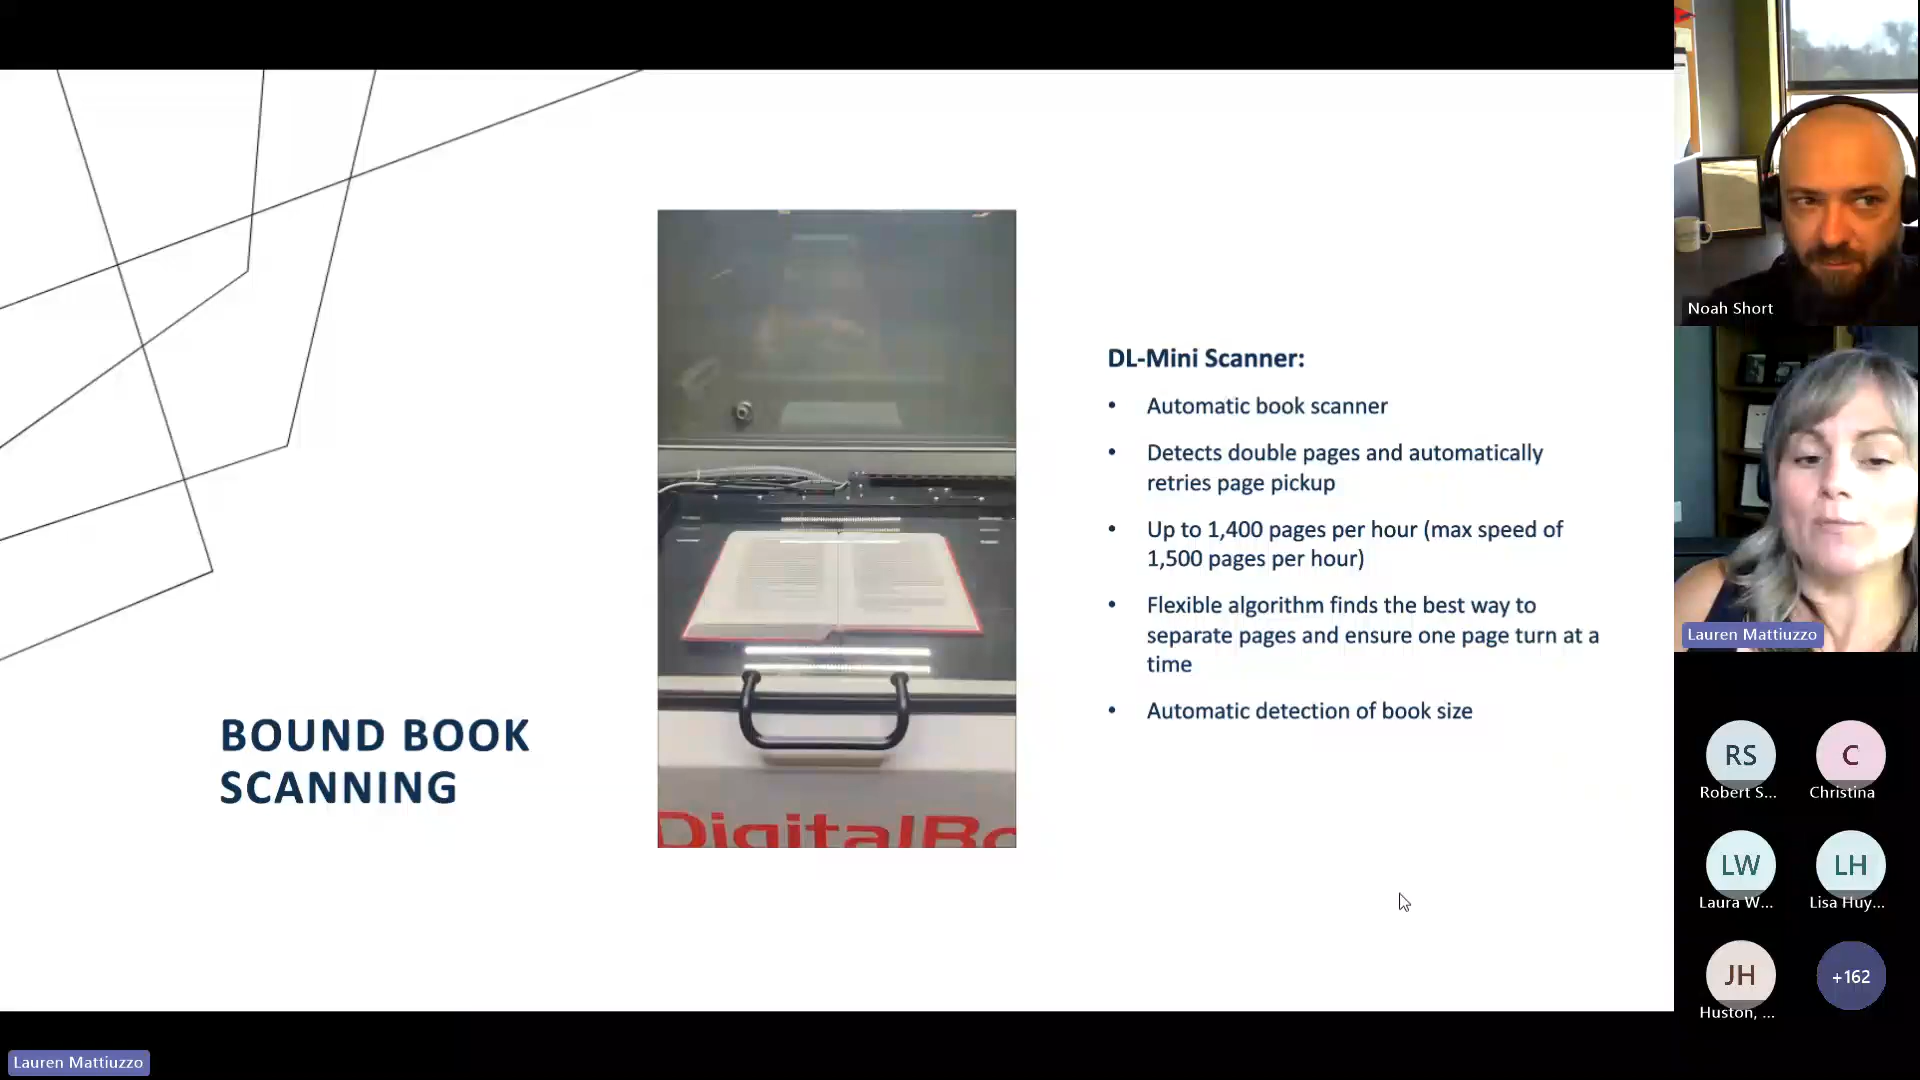 BOUND BOOK
SCANNING
DigitalBo
DL-Mini Scanner:
• Automatic book scanner
• Detects double pages and automatically
retries page pickup
• Up to 1,400 pages per hour (max speed of
1,500 pages per hour)
• Flexible algorithm finds the best way to
separate pages and ensure one page turn at a
time
• Automatic detection of book size
Noah Short
Lauren Mattiuzzo
RS
Robert S...
C
Christina
LW
Laura W...
LH
Lisa Huy...
JH
Huston, ...
+162
Lauren Mattiuzzo